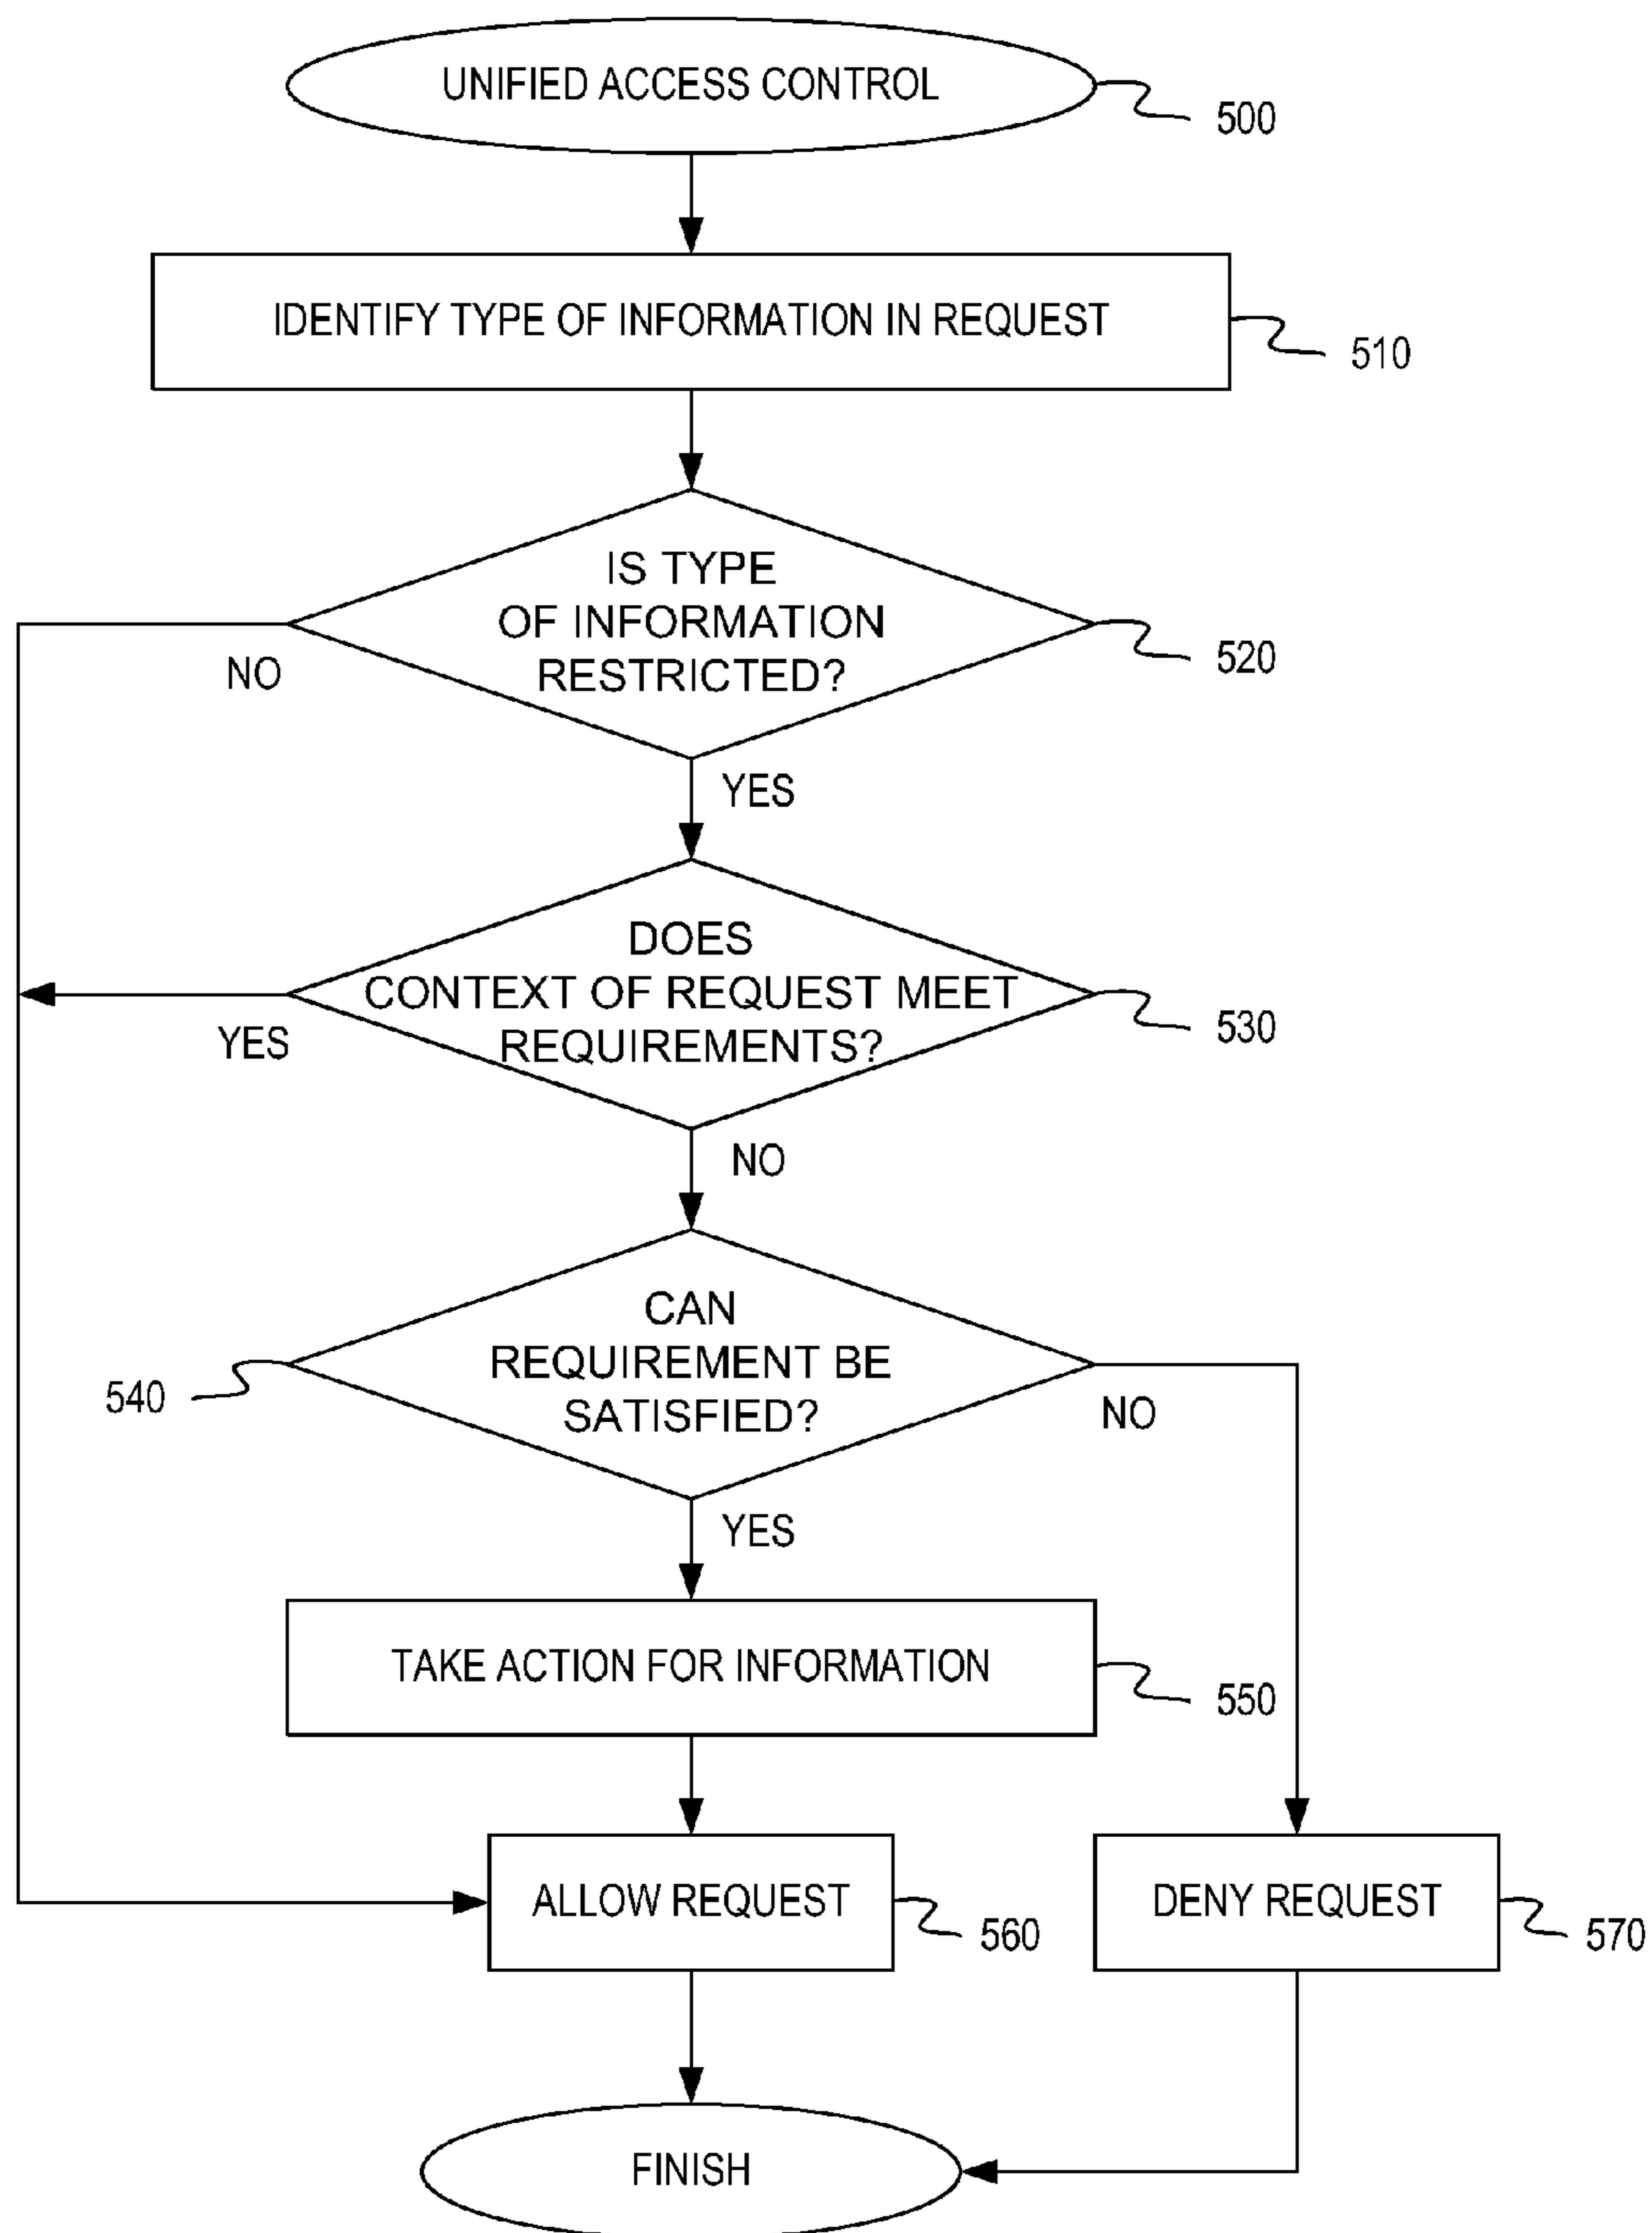 UNIFIED ACCESS CONTROL
500
IDENTIFY TYPE OF INFORMATION IN REQUEST
510
IS TYPE
OF INFORMATION
RESTRICTED?
520
NO
YES
DOES
CONTEXT OF REQUEST MEET
REQUIREMENTS?
530
YES
NO
CAN
REQUIREMENT BE
SATISFIED?
540
NO
YES
TAKE ACTION FOR INFORMATION
550
ALLOW REQUEST
560
DENY REQUEST
570
FINISH